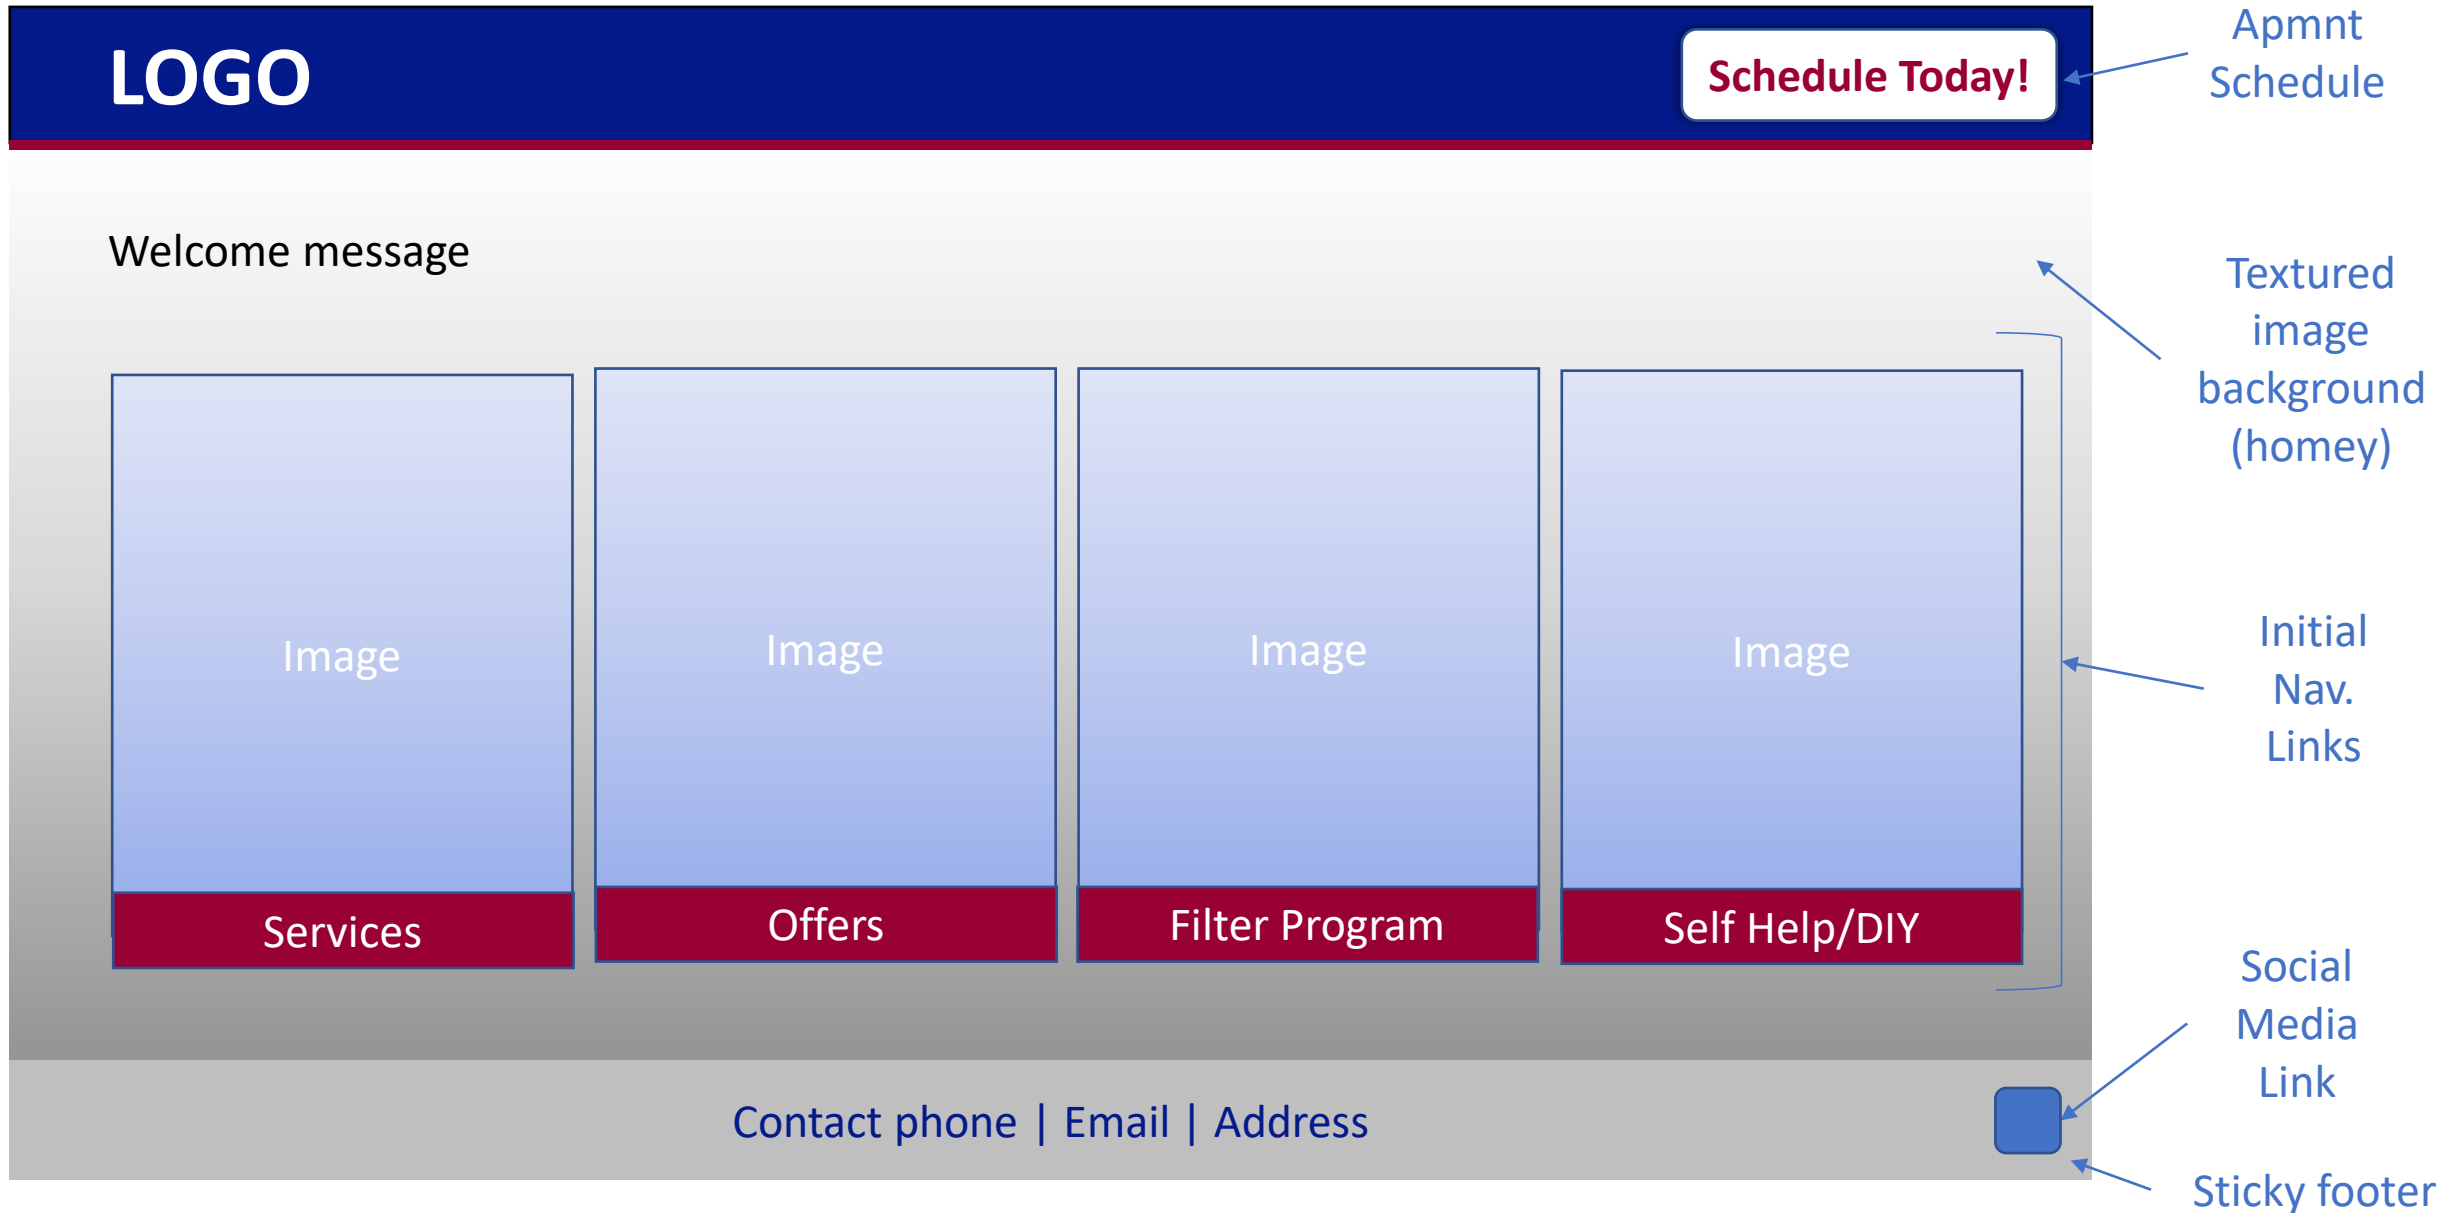 LOGO
Schedule Today!
Apmnt
Schedule
Welcome message
Textured
image
background
(homey)
Image
Image
Image
Image
Initial
Nav.
Links
Services
Offers
Filter Program
Self Help/DIY
Social
Media
Link
Contact phone | Email | Address
Sticky footer